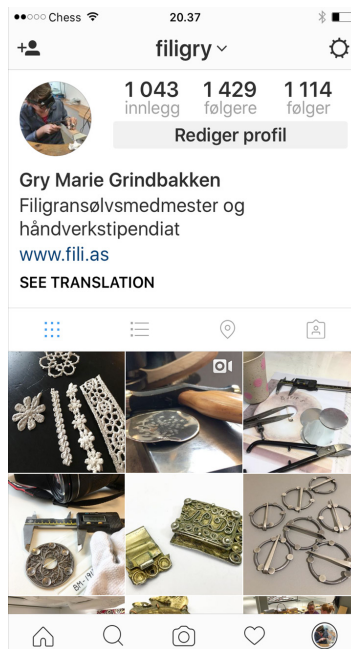 Chess
20.37
filigry
1 043 1 429 1 114
innlegg følgere følger
Rediger profil
Gry Marie Grindbakken
Filigransølvsmedmester og
håndverkstipendiat
www.fili.as
SEE TRANSLATION